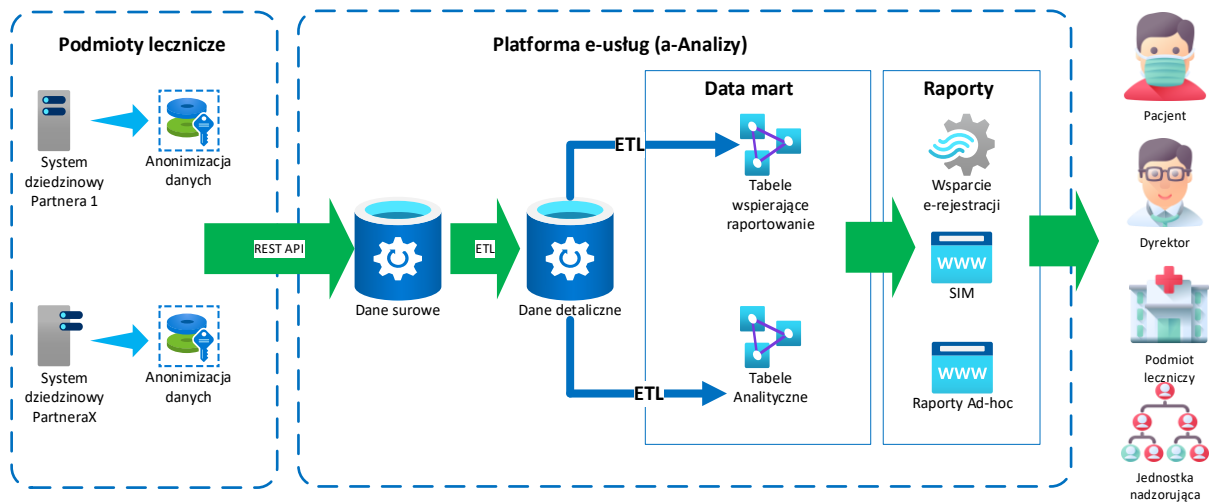 Podmioty lecznicze
System
dziedzinowy
Partnera 1
Anonimizacja
danych
System
dziedzinowy
PartneraX
Anonimizacja
danych
REST API
Platforma e-usług (a-Analizy)
Dane surowe
ETL
Dane detaliczne
ETL
ETL
Data mart
Tabele
wspierające
raportowanie
Tabele
Analityczne
Raporty
Wsparcie
e-rejestracji
WWW
SIM
WWW
Raporty Ad-hoc
Pacjent
Dyrektor
Podmiot
leczniczy
Jednostka
nadzorująca